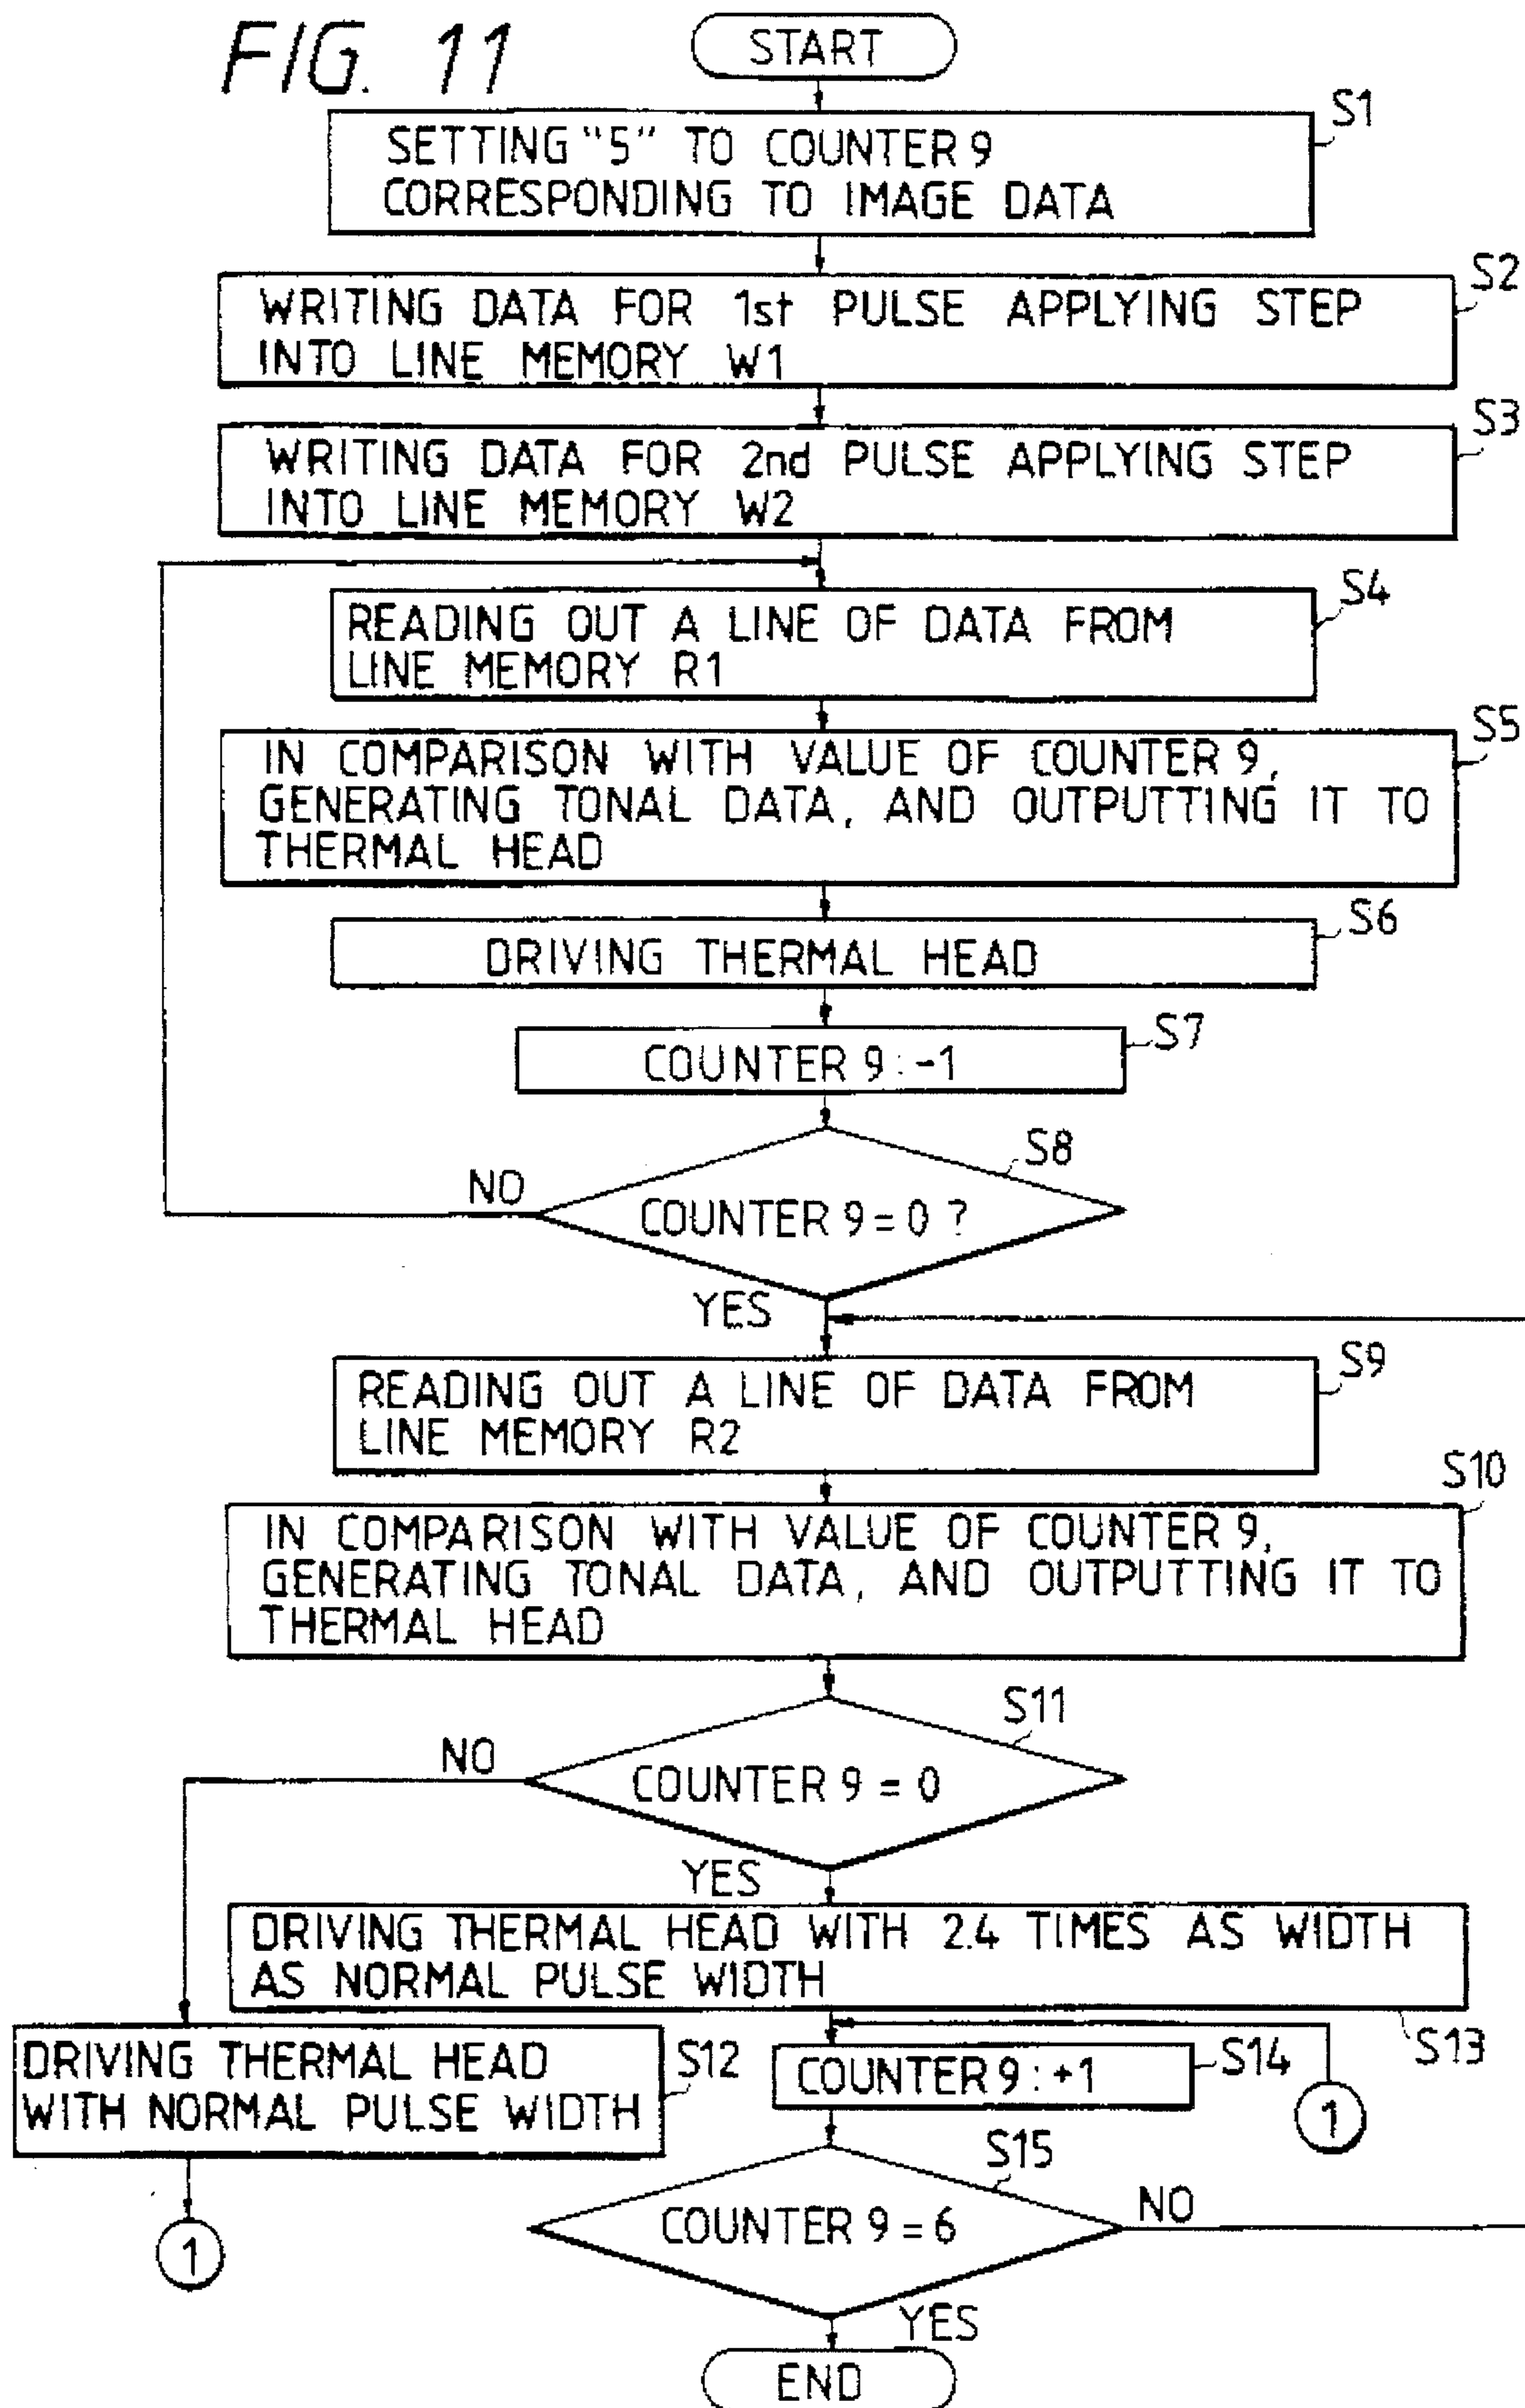 FIG. 11
START
S1
SETTING "5" TO COUNTER 9
CORRESPONDING TO IMAGE DATA
S2
WRITING DATA FOR 1st PULSE APPLYING STEP
INTO LINE MEMORY W1
S3
WRITING DATA FOR 2nd PULSE APPLYING STEP
INTO LINE MEMORY W2
S4
READING OUT A LINE OF DATA FROM
LINE MEMORY R1
S5
IN COMPARISON WITH VALUE OF COUNTER 9,
GENERATING TONAL DATA, AND OUTPUTTING IT TO
THERMAL HEAD
S6
DRIVING THERMAL HEAD
S7
COUNTER 9 : -1
S8
NO
COUNTER 9 = 0 ?
YES
S9
READING OUT A LINE OF DATA FROM
LINE MEMORY R2
S10
IN COMPARISON WITH VALUE OF COUNTER 9,
GENERATING TONAL DATA, AND OUTPUTTING IT TO
THERMAL HEAD
S11
NO
COUNTER 9 = 0
YES
DRIVING THERMAL HEAD WITH 2.4 TIMES AS WIDTH
AS NORMAL PULSE WIDTH
S13
DRIVING THERMAL HEAD
WITH NORMAL PULSE WIDTH
S12
COUNTER 9 : +1
S14
1
S15
COUNTER 9 = 6
NO
1
YES
END